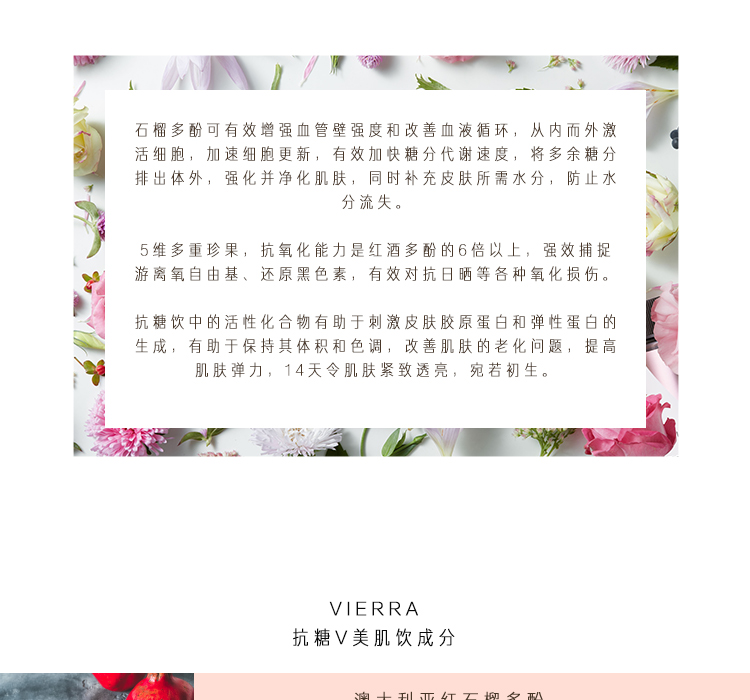 石榴多酚可有效增强血管壁强度和改善血液循环，从内而外激
活细胞，加速细胞更新，有效加快糖分代谢速度，将多余糖分
排出体外，强化并净化肌肤，同时补充皮肤所需水分，防止水
分流失。
5维多重珍果，抗氧化能力是红酒多酚的6倍以上，强效捕捉
游离氧自由基、还原黑色素，有效对抗日晒等各种氧化损伤。
抗糖饮中的活性化合物有助于刺激皮肤胶原蛋白和弹性蛋白的
生成，有助于保持其体积和色调，改善肌肤的老化问题，提高
肌肤弹力，14天令肌肤紧致透亮，宛若初生。
VIERRA
抗糖V美肌饮成分
澳大利亚红石榴多酚